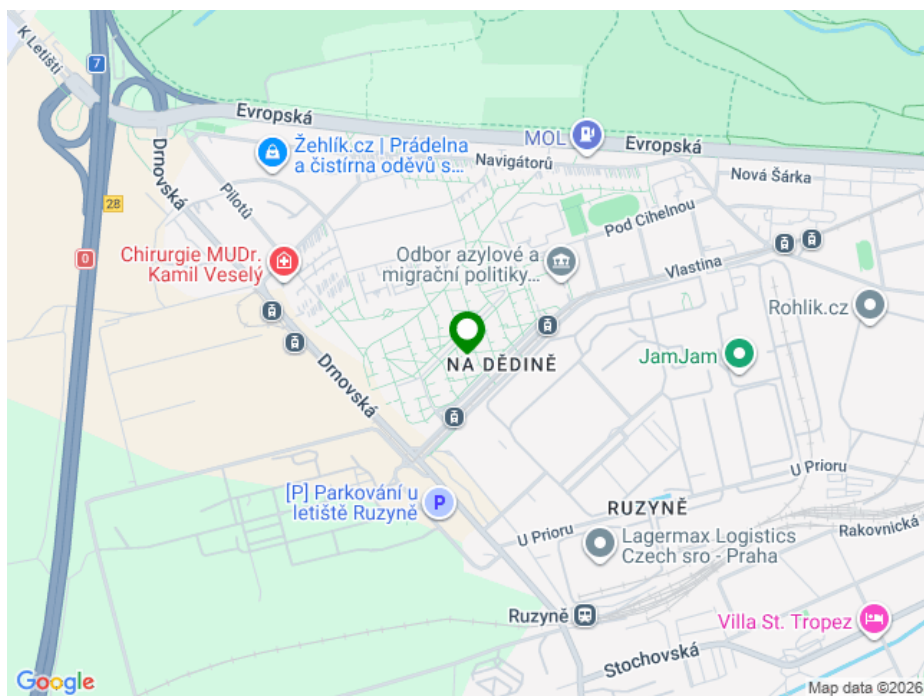 K Letišti
7
Evropská
MOL
Evropská
Žehlík.cz | Prádelna
a čistírna oděvů s...
Navigátorů
Drnovská
Pilotů
Nová Šárka
28
Pod Cihelnou
Chirurgie MUDr.
Kamil Veselý
Odbor azylové a
migrační politiky...
0
Vlastina
Rohlik.cz
JamJam
NA DĚDINĚ
Drnovská
[P] Parkování u
letiště Ruzyně
P
U Prioru
RUZYNĚ
U Prioru
Rakovnická
Lagermax Logistics
Czech sro - Praha
Ruzyně
Villa St. Tropez
Stochovská
Google
Map data ©2026